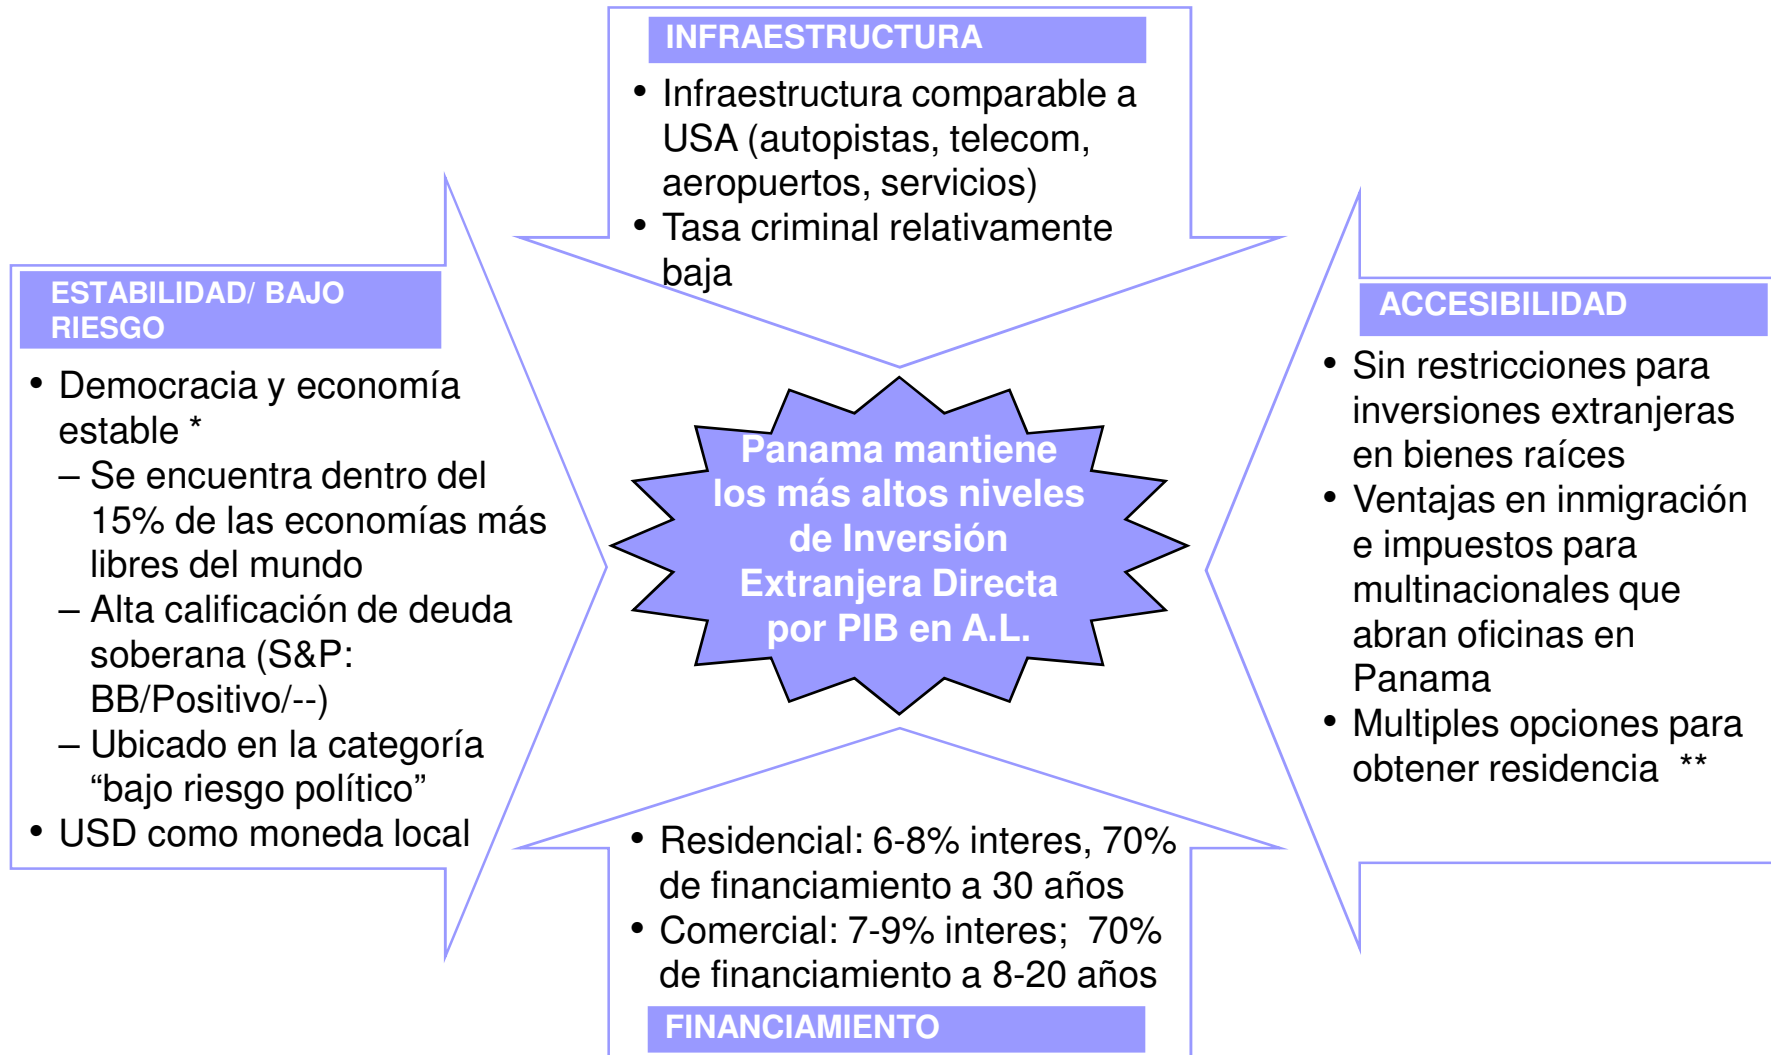 INFRAESTRUCTURA
• Infraestructura comparable a
USA (autopistas, telecom,
aeropuertos, servicios)
• Tasa criminal relativamente
baja
ESTABILIDAD/ BAJO
RIESGO
• Democracia y economía
estable *
– Se encuentra dentro del
15% de las economías más
libres del mundo
– Alta calificación de deuda
soberana (S&P:
BB/Positivo/--)
– Ubicado en la categoría
“bajo riesgo político”
• USD como moneda local
Panama mantiene
los más altos niveles
de Inversión
Extranjera Directa
por PIB en A.L.
ACCESIBILIDAD
• Sin restricciones para
inversiones extranjeras
en bienes raíces
• Ventajas en inmigración
e impuestos para
multinacionales que
abran oficinas en
Panama
• Multiples opciones para
obtener residencia **
• Residencial: 6-8% interes, 70%
de financiamiento a 30 años
• Comercial: 7-9% interes; 70%
de financiamiento a 8-20 años
FINANCIAMIENTO